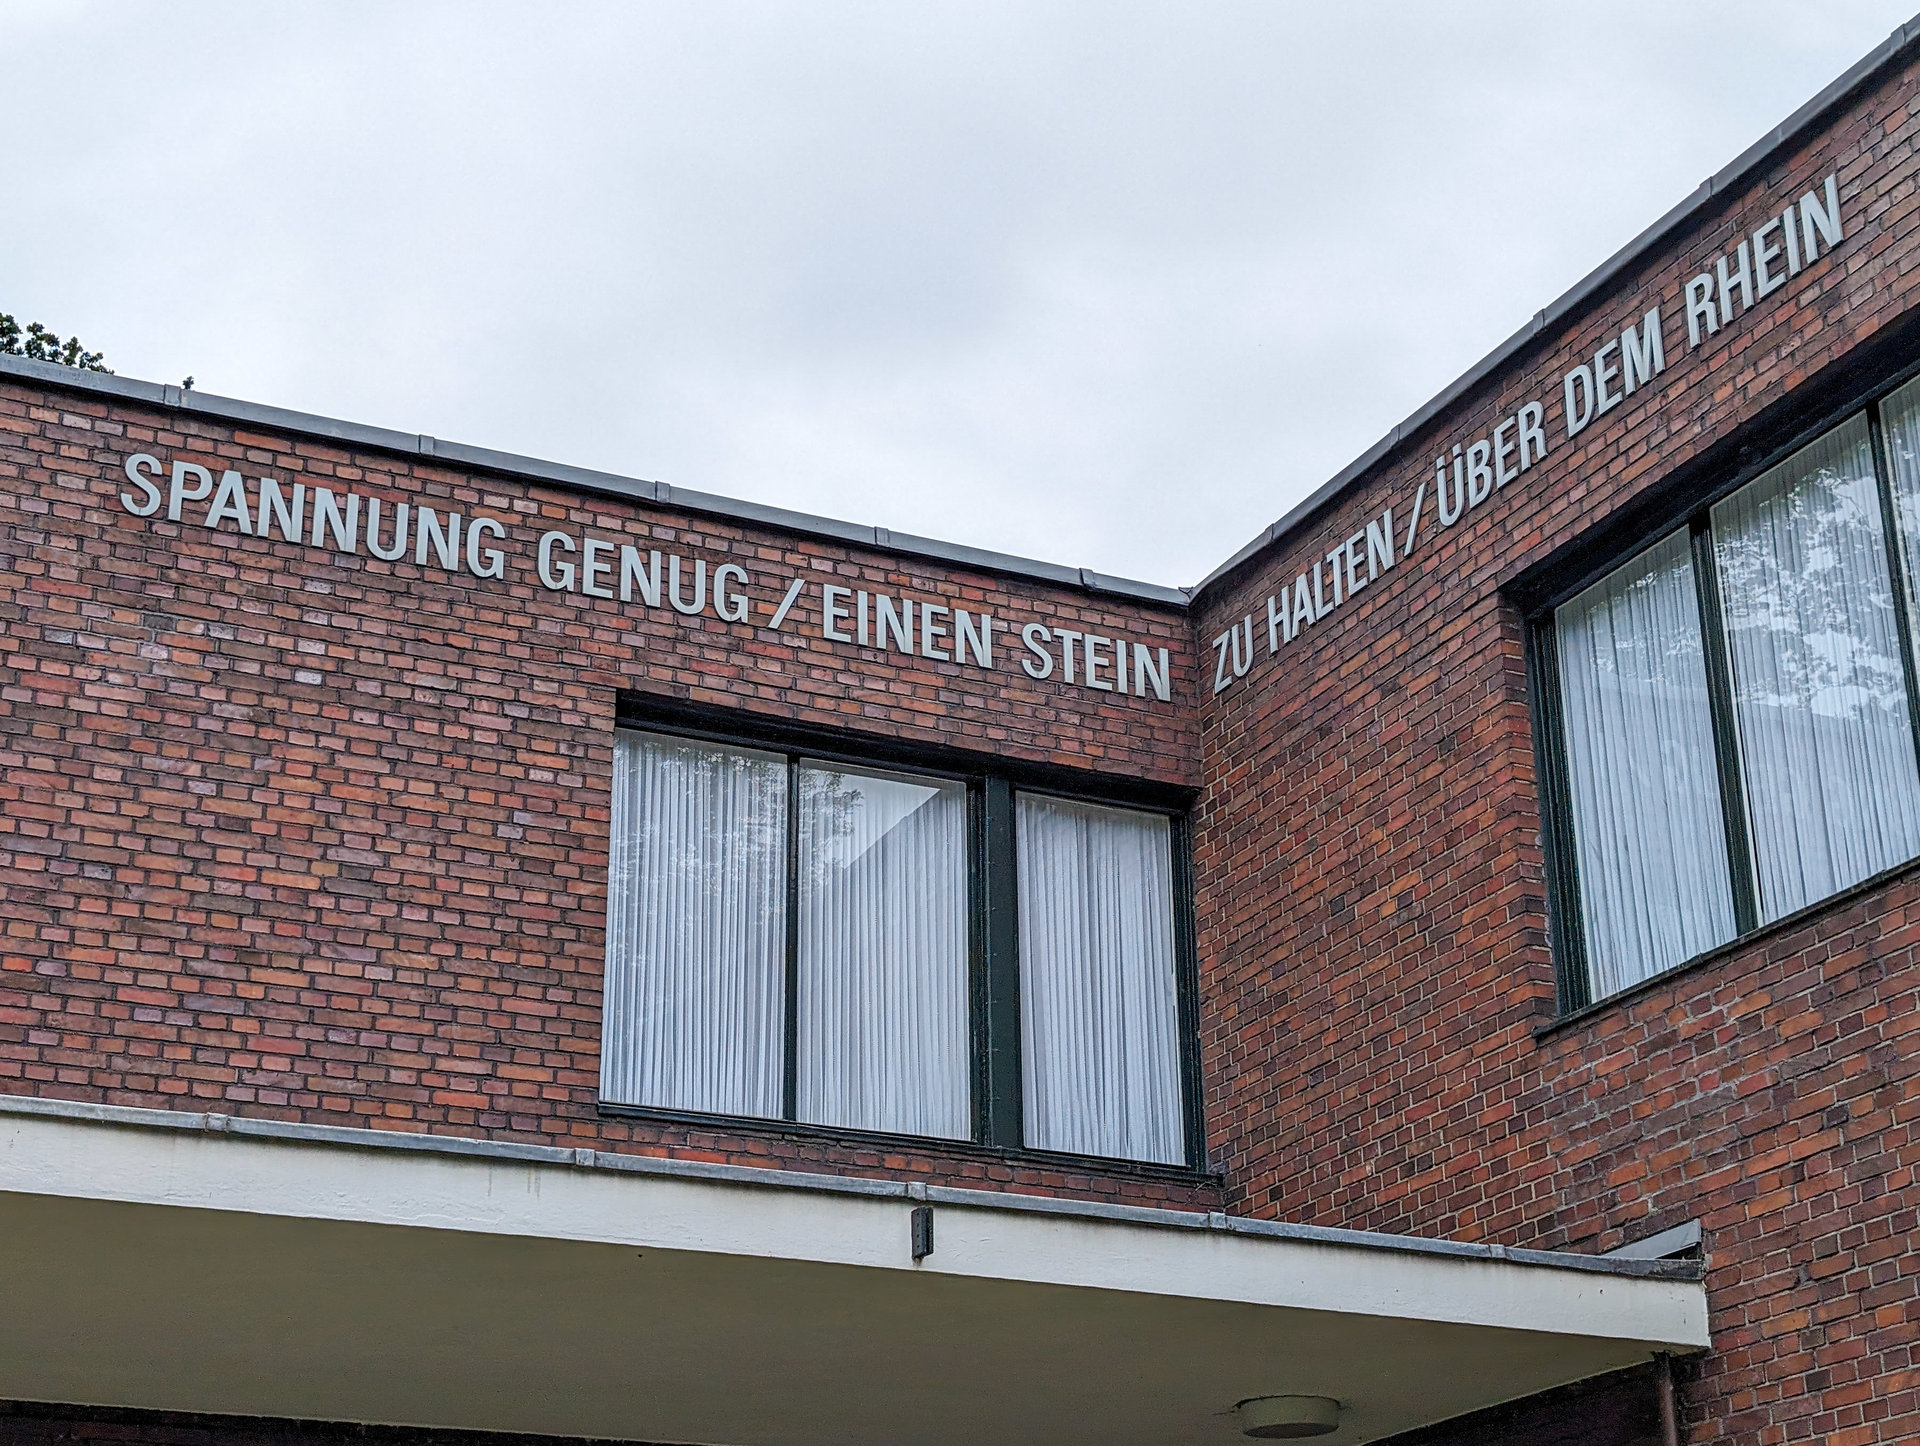 SPANNUNG GENUG / EINEN STEIN ZU HALTEN / ÜBER DEM RHEIN